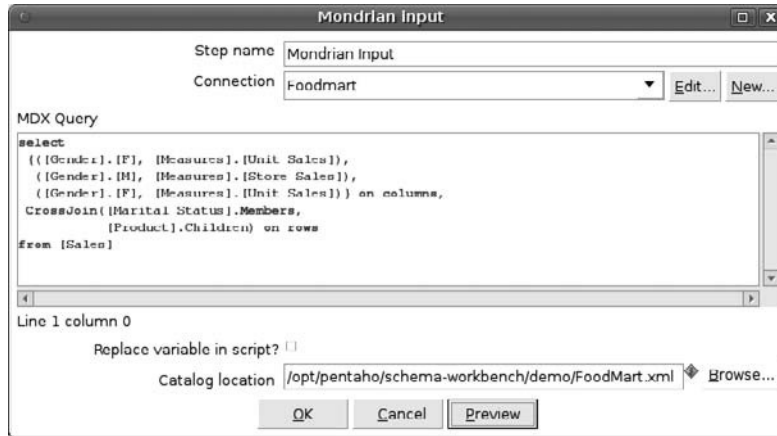 Mondrian input
Step name Mondrian Input
Connection Foodmart Edit... New...
MDX Query
select
{([Gender].[F], [Measures].[Unit Sales]),
([Gender].[M], [Measures].[Store Sales]),
([Gender].[F], [Measures].[Unit Sales])} on columns,
CrossJoin([Marital Status].Members,
[Product].Children) on rows
from [Sales]
Line 1 column 0
Replace variable in script?
Catalog location /opt/pentaho/schema-workbench/demo/FoodMart.xml Browse...
OK Cancel Preview